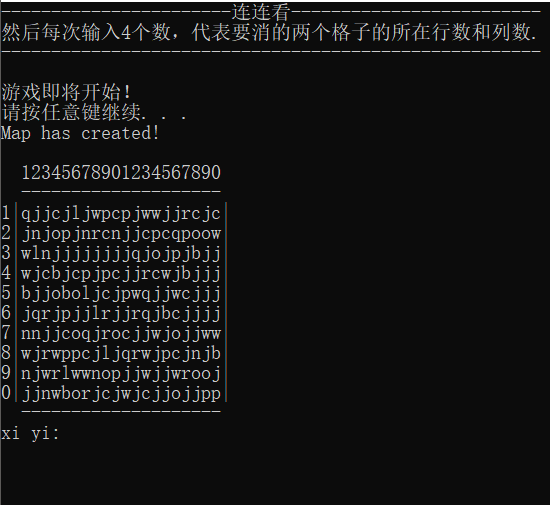 --------------------------连连看----------------------------
然后每次输入4个数，代表要消的两个格子的所在行数和列数.
------------------------------------------------------------
游戏即将开始！
请按任意键继续. . .
Map has created!
12345678901234567890
--------------------
1|qjjcjljwpcpjwwjjrcjc|
2|jnjopjnrcnjjcpcqpoow|
3|wlnjjjjjjjqjojpjbjj|
4|wjcbjcpjpcjjrcwjbjjj|
5|bjjoboljcjpwqjjwcjjj|
6|jqrjpjjlrjjrqjbcjjjj|
7|nnjjcoqjrocjjwjojjww|
8|wjrwppcjljqrwjpcjnjb|
9|njwrlwwnopjjwjjwrooj|
0|jjnwborjcjwjcjjojjpp|
--------------------
xi yi: